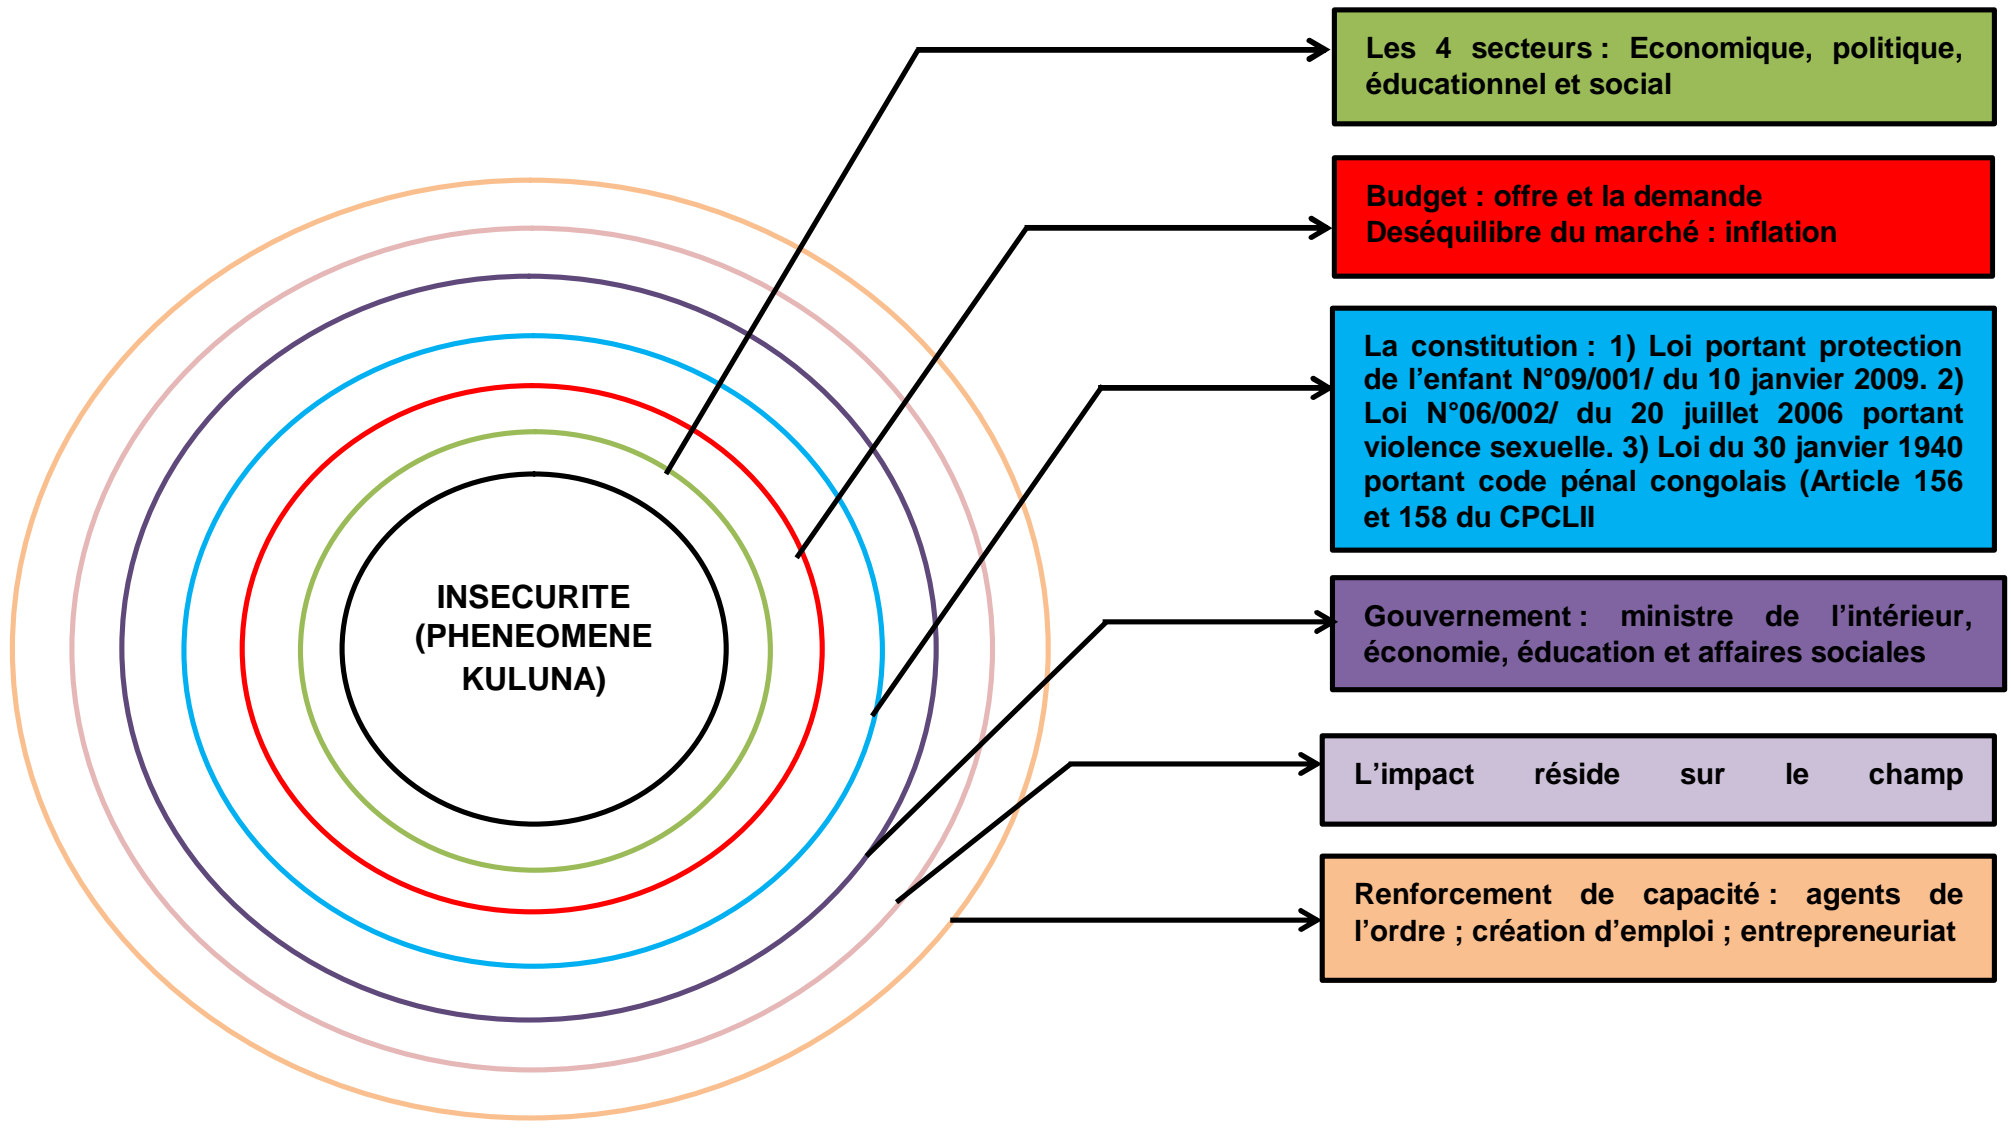 Les 4 secteurs : Economique, politique,
éducationnel et social
Budget : offre et la demande
Deséquilibre du marché : inflation
La constitution : 1) Loi portant protection
de l’enfant N°09/001/ du 10 janvier 2009. 2)
Loi N°06/002/ du 20 juillet 2006 portant
violence sexuelle. 3) Loi du 30 janvier 1940
portant code pénal congolais (Article 156
et 158 du CPCLII
INSECURITE
(PHENEOMENE
KULUNA)
Gouvernement : ministre de l’intérieur,
économie, éducation et affaires sociales
L’impact réside sur le champ
Renforcement de capacité : agents de
l’ordre ; création d’emploi ; entrepreneuriat